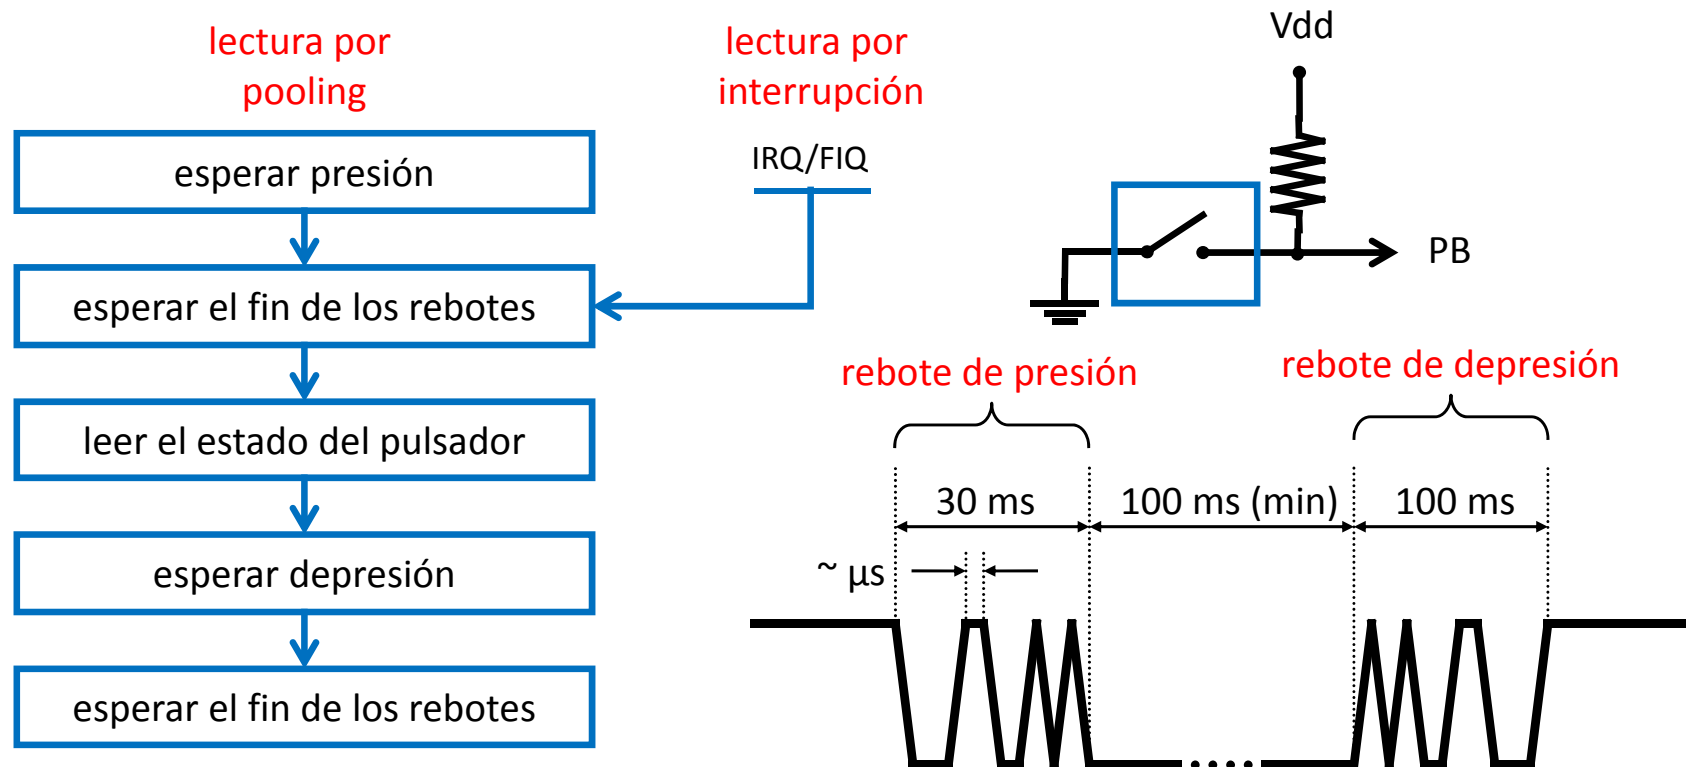 lectura por
pooling
esperar presión
esperar el fin de los rebotes
leer el estado del pulsador
esperar depresión
esperar el fin de los rebotes
lectura por
interrupción
IRQ/FIQ
Vdd
PB
rebote de presión
rebote de depresión
30 ms
100 ms (min)
100 ms
~ μs